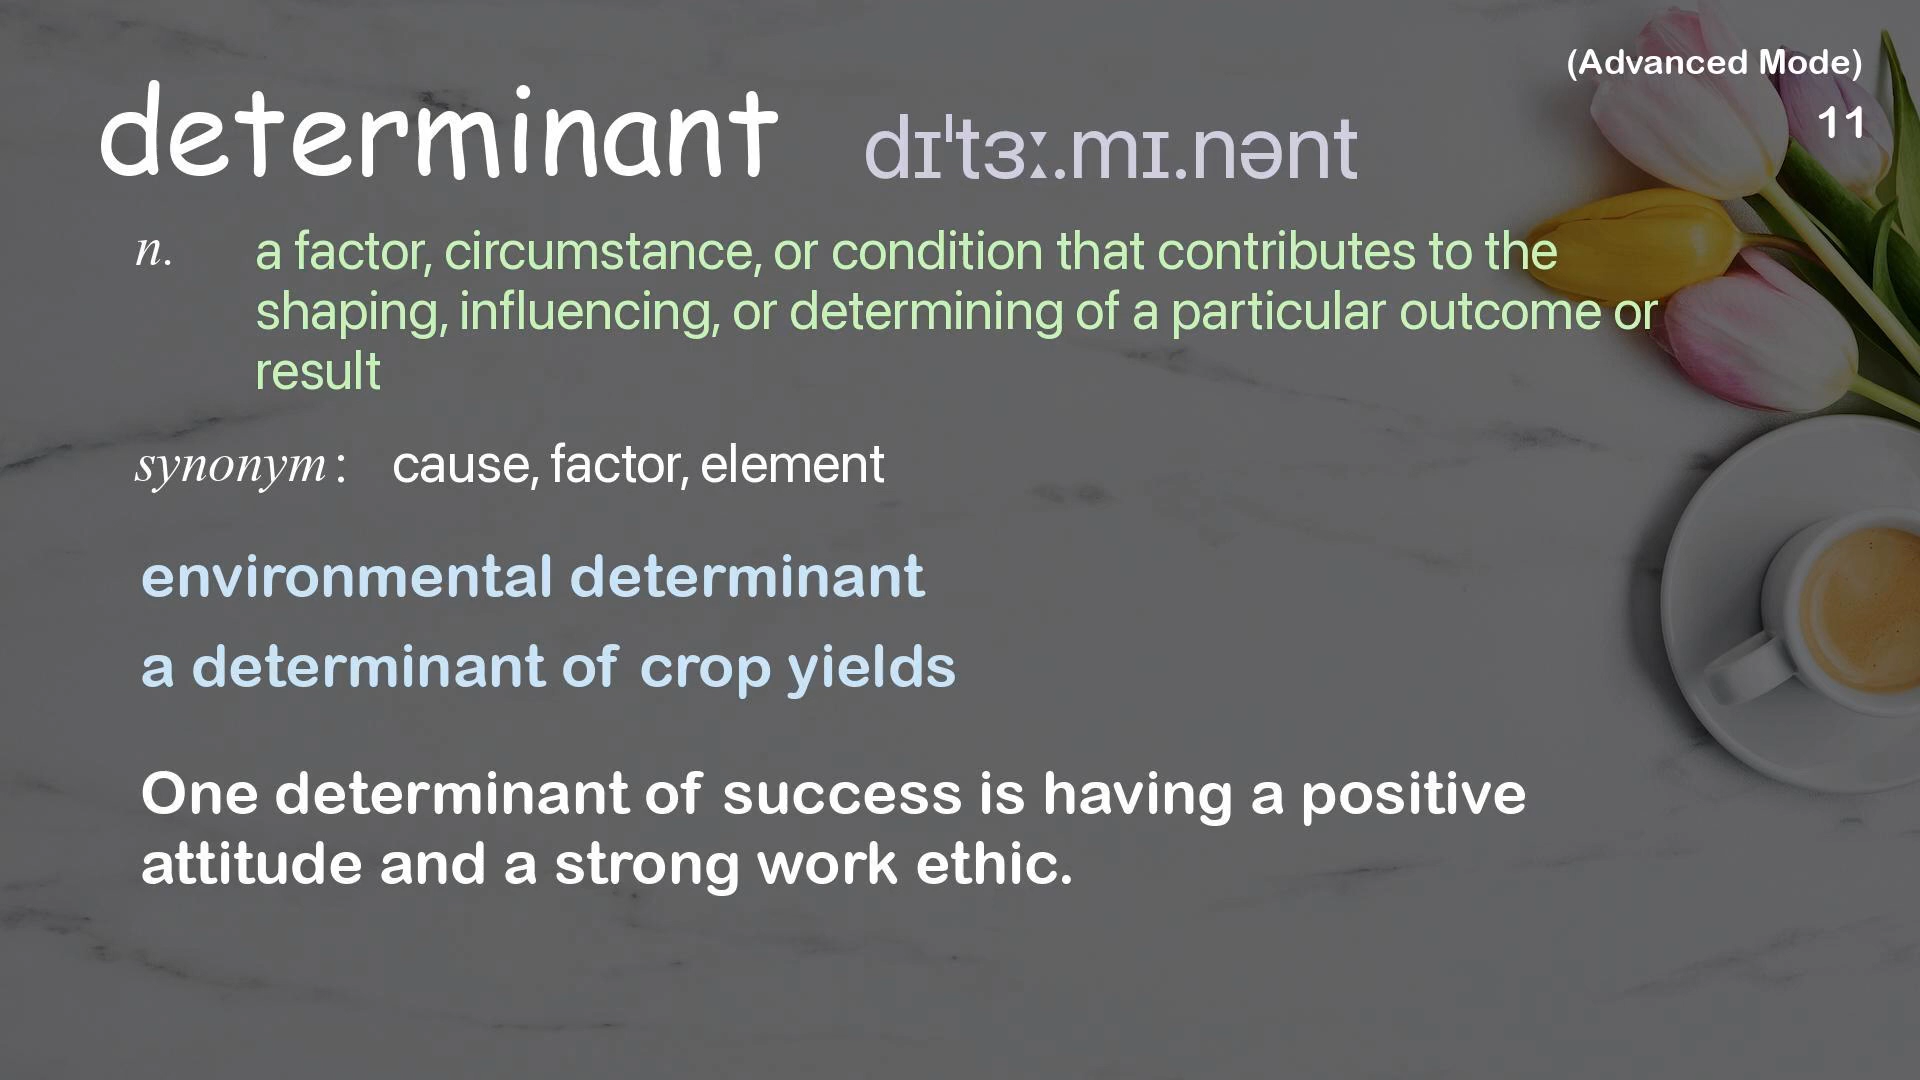 (Advanced Mode)
11
determinant dɪˈtɜː.mɪ.nənt
n. a factor, circumstance, or condition that contributes to the
shaping, influencing, or determining of a particular outcome or
result
synonym: cause, factor, element
environmental determinant
a determinant of crop yields
One determinant of success is having a positive
attitude and a strong work ethic.